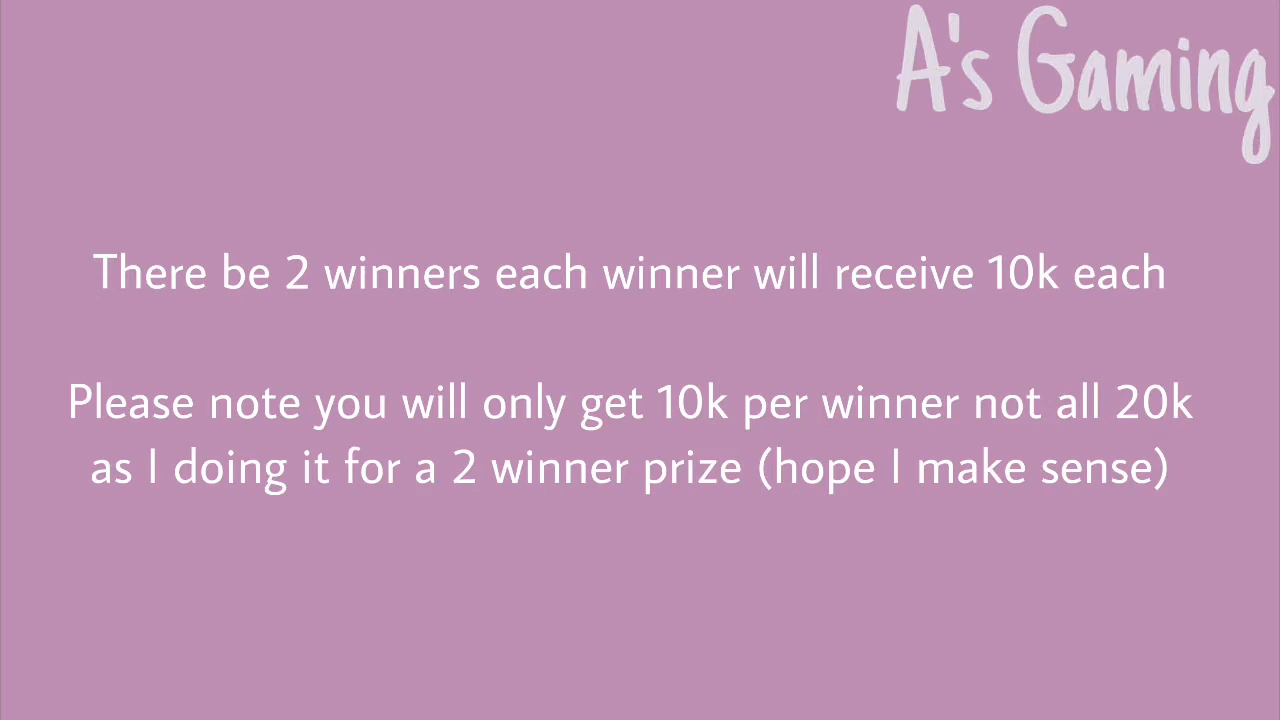 A's Gaming
There be 2 winners each winner will receive 10k each
Please note you will only get 10k per winner not all 20k
as I doing it for a 2 winner prize (hope I make sense)